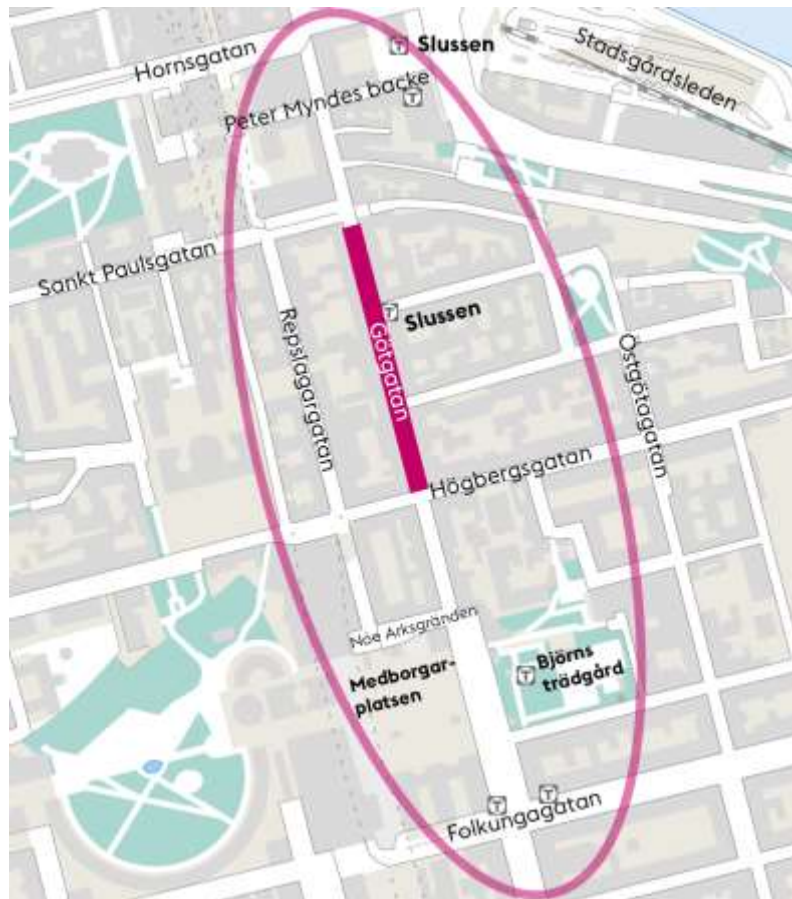 Hornsgatan
T Slussen
Stadsgårdsleden
Peter Myndes backe
T
Sankt Paulsgatan
T Slussen
Götgatan
Repslagargatan
Östgötagatan
Högbergsgatan
Noe Arksgränden
Medborgar-
platsen
T Björns
trädgård
T
T
Folkungagatan